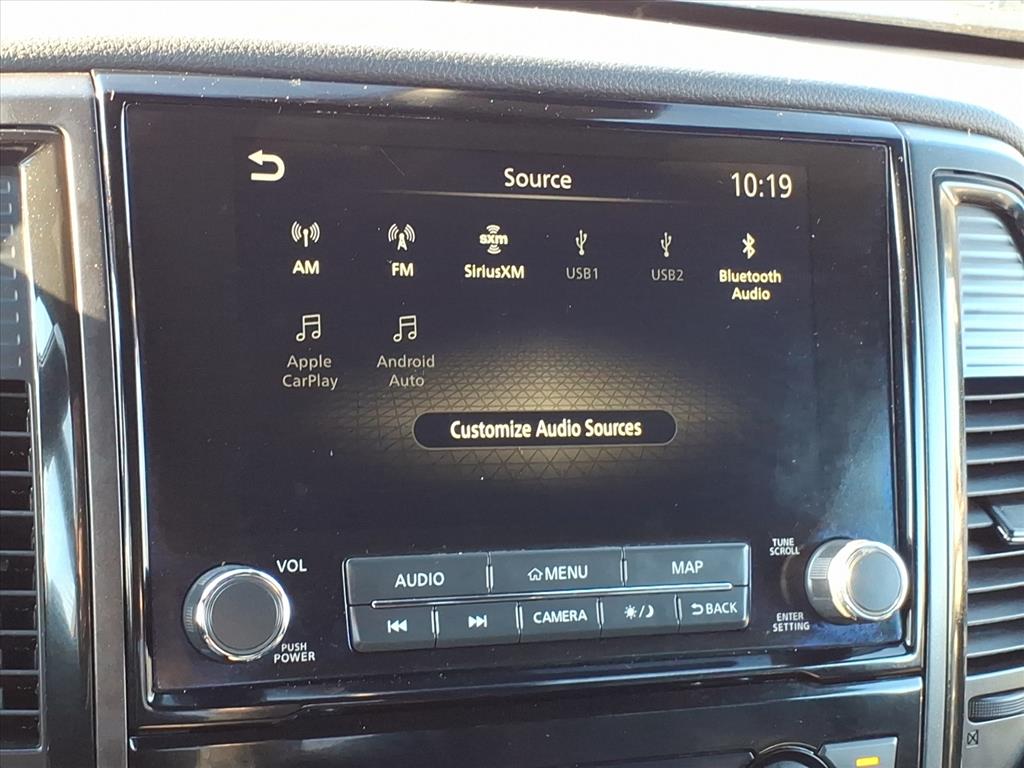 Source
10:19
AM
FM
sxm
SiriusXM
USB1
USB2
Bluetooth
Audio
Apple
CarPlay
Android
Auto
Customize Audio Sources
VOL
PUSH
POWER
AUDIO
MENU
MAP
CAMERA
BACK
TUNE
SCROLL
ENTER
SETTING